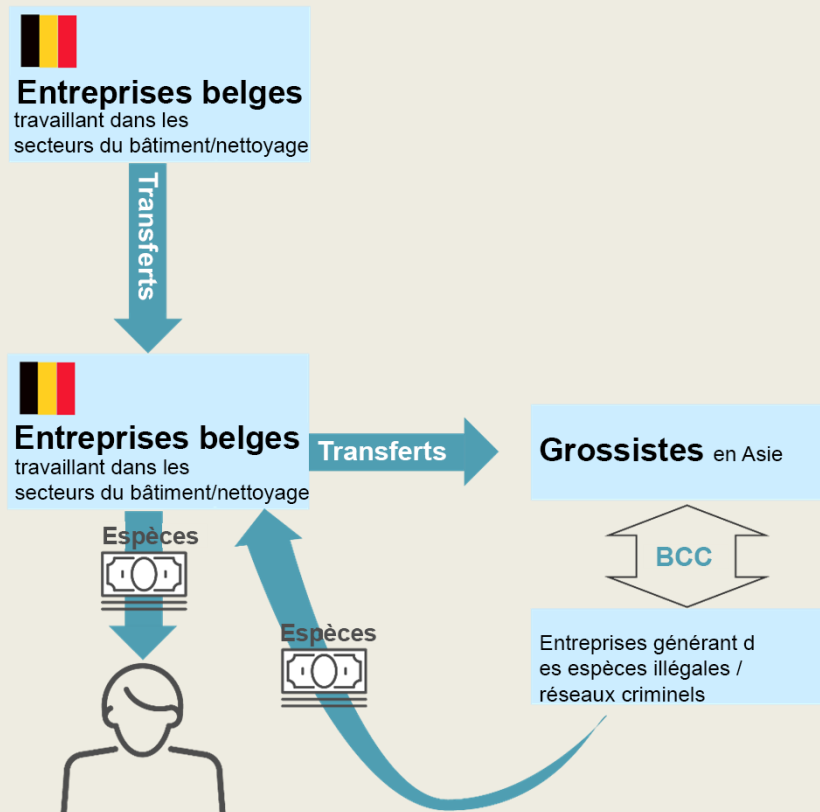 Entreprises belges
travaillant dans les
secteurs du bâtiment/nettoyage
Transferts
Entreprises belges
travaillant dans les
secteurs du bâtiment/nettoyage
Transferts
Grossistes en Asie
BCC
Espèces
Espèces
Entreprises générant d
es espèces illégales /
réseaux criminels